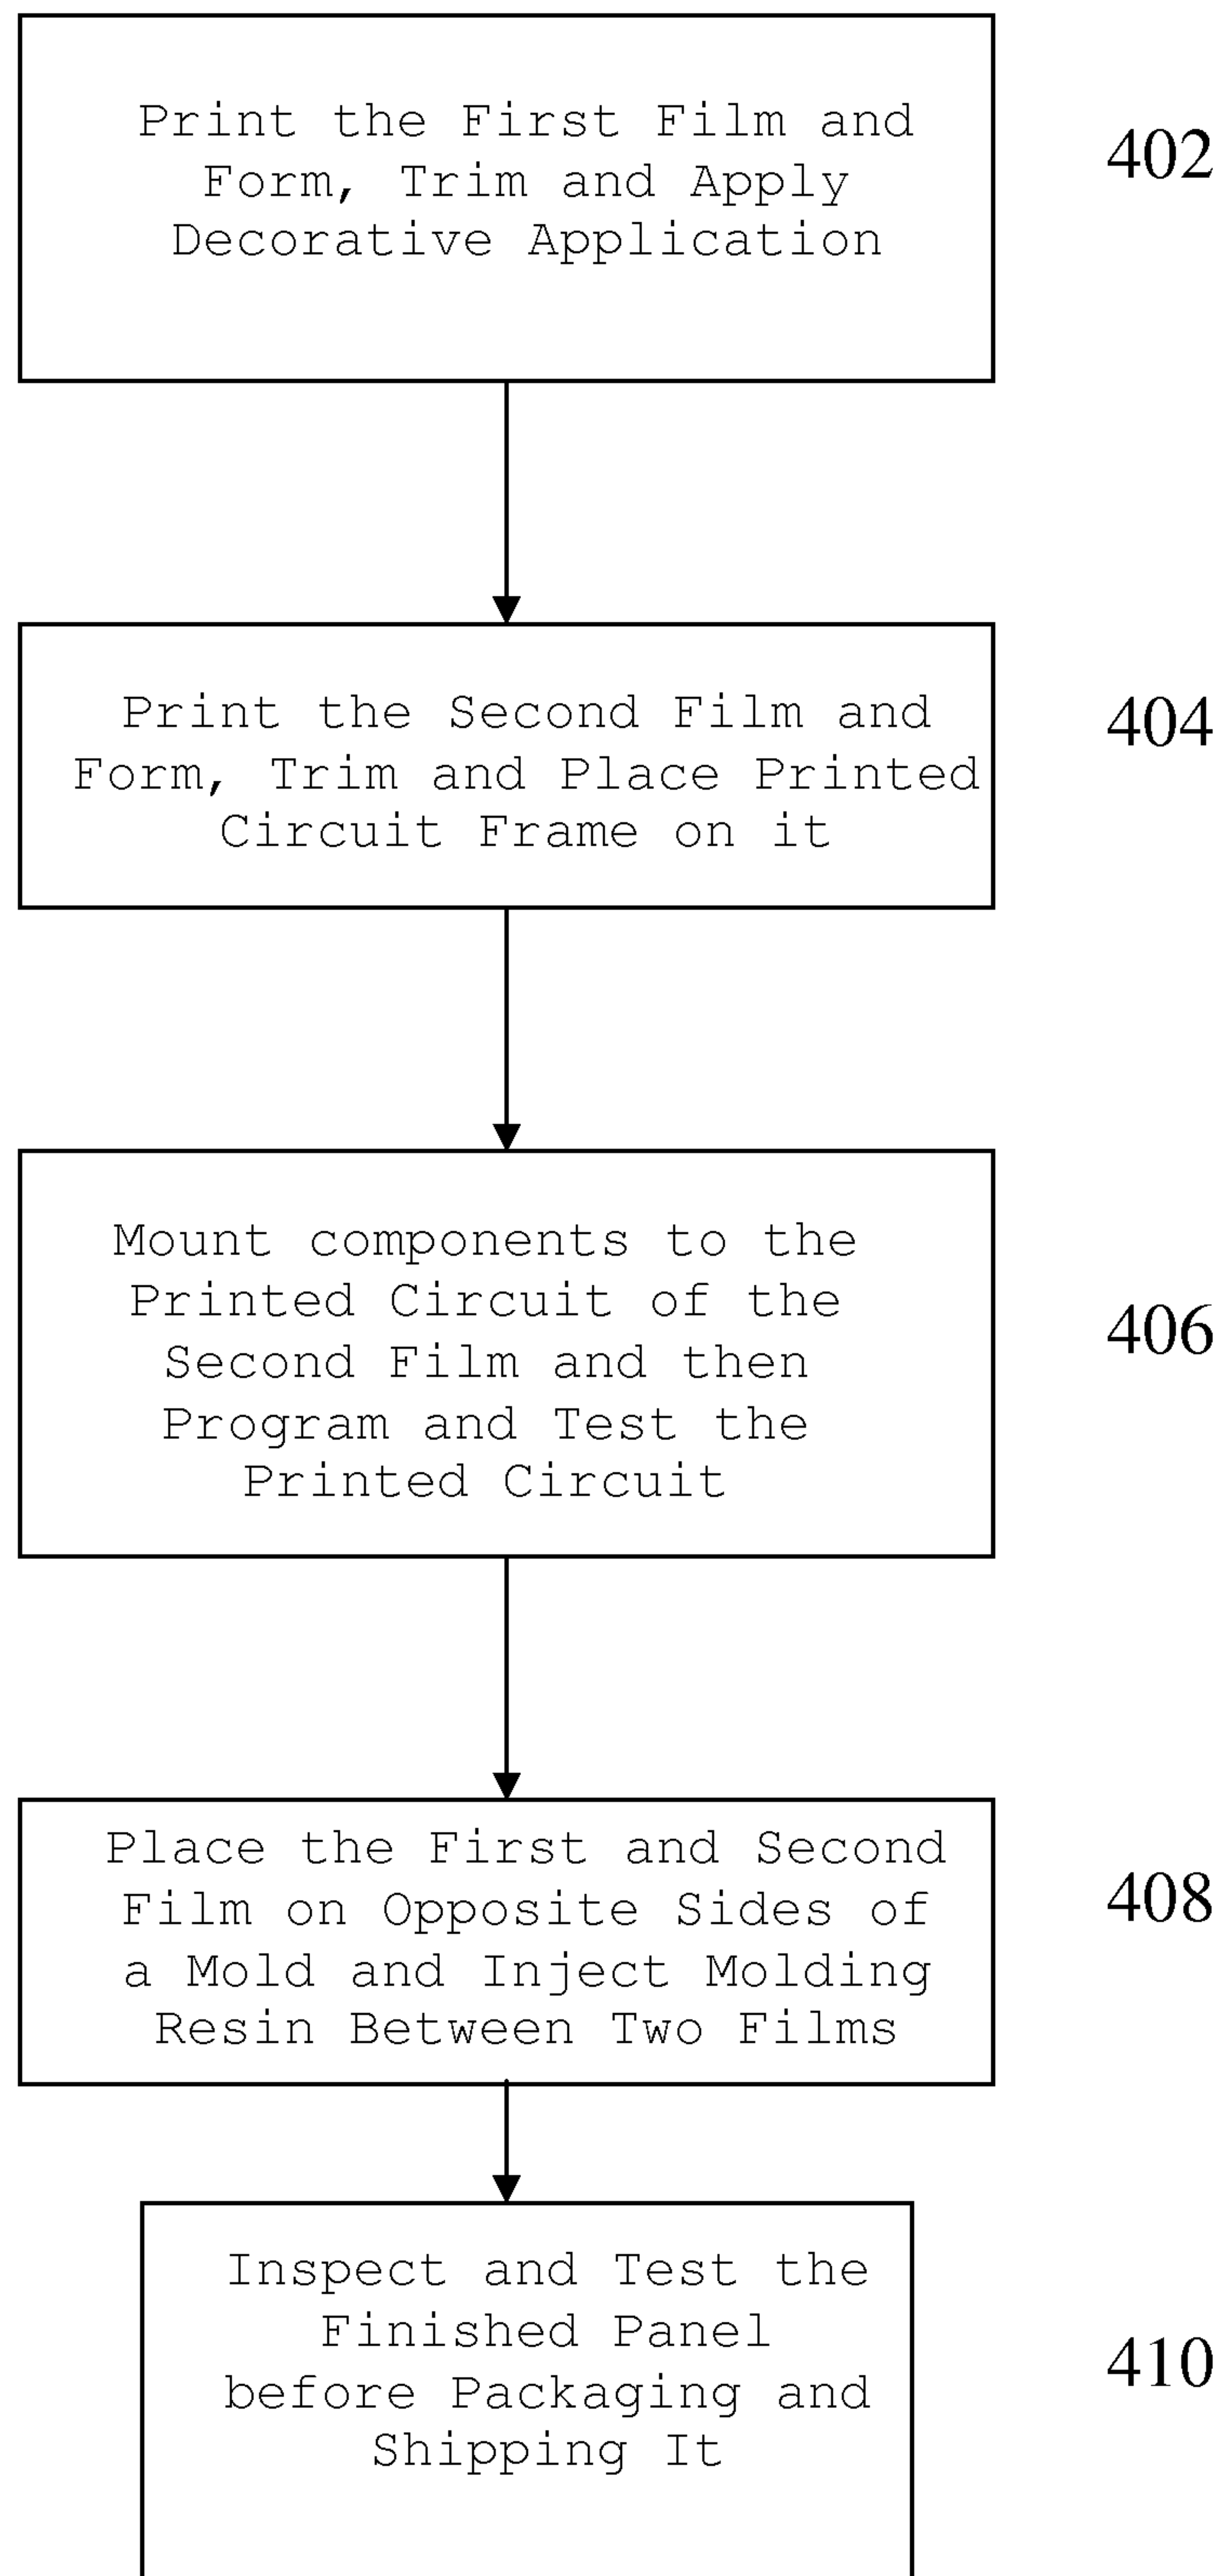 Print the First Film and
Form, Trim and Apply
Decorative Application
402
Print the Second Film and
Form, Trim and Place Printed
Circuit Frame on it
404
Mount components to the
Printed Circuit of the
Second Film and then
Program and Test the
Printed Circuit
406
Place the First and Second
Film on Opposite Sides of
a Mold and Inject Molding
Resin Between Two Films
408
Inspect and Test the
Finished Panel
before Packaging and
Shipping It
410